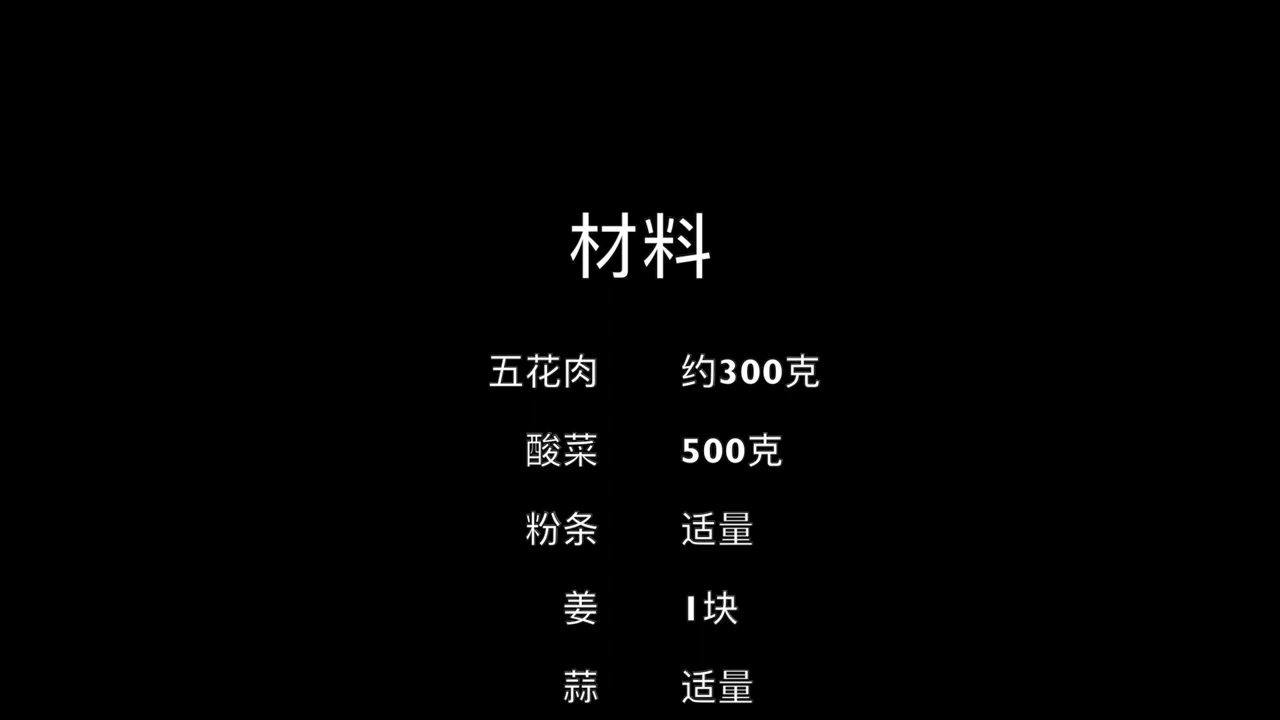 材料
五花肉 约300克
酸菜 500克
粉条 适量
姜 1块
蒜 适量